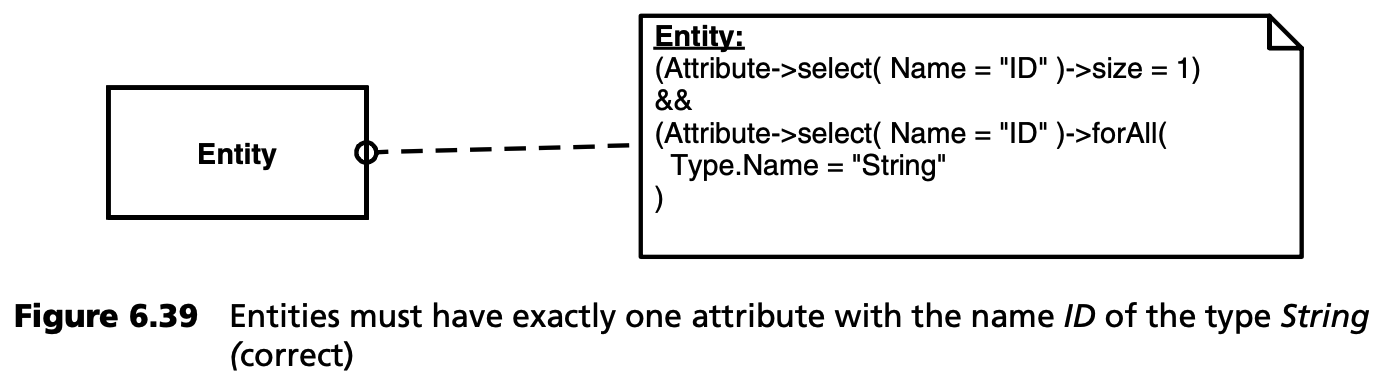 Entity
Entity:
(Attribute->select( Name = "ID" )->size = 1)
&&
(Attribute->select( Name = "ID" )->forAll(
Type.Name = "String"
)
Figure 6.39 Entities must have exactly one attribute with the name ID of the type String
(correct)